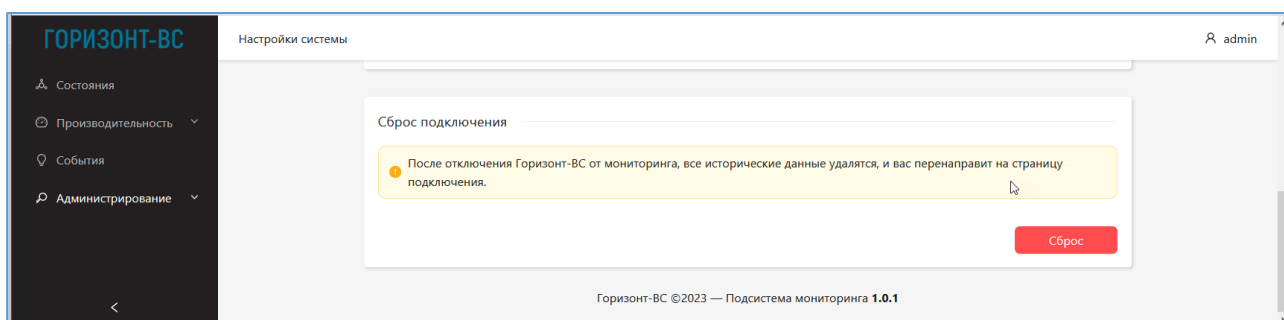 ГОРИЗОНТ-ВС
Настройки системы
admin
Состояния
Производительность
События
Администрирование
Сброс подключения
После отключения Горизонт-ВС от мониторинга, все исторические данные удалятся, и вас перенаправит на страницу
подключения.
Сброс
Горизонт-ВС ©2023 — Подсистема мониторинга 1.0.1